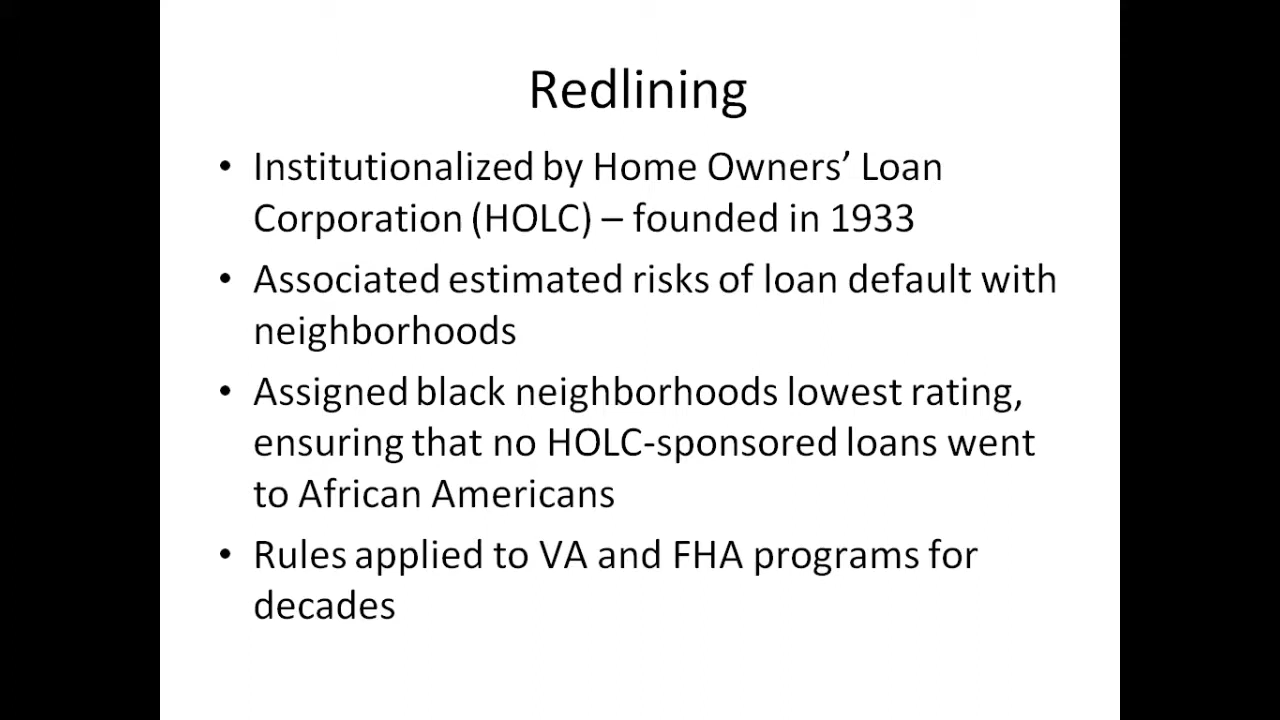 Redlining
• Institutionalized by Home Owners’ Loan
Corporation (HOLC) – founded in 1933
• Associated estimated risks of loan default with
neighborhoods
• Assigned black neighborhoods lowest rating,
ensuring that no HOLC-sponsored loans went
to African Americans
• Rules applied to VA and FHA programs for
decades